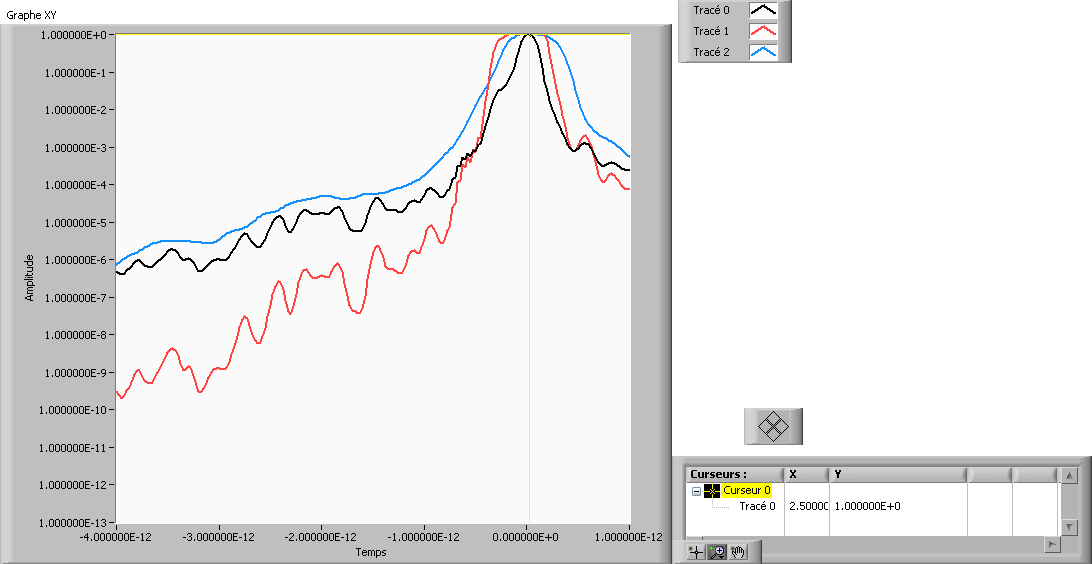 Graphe XY
Tracé 0
Tracé 1
Tracé 2
1.000000E+0
1.000000E-1
1.000000E-2
1.000000E-3
1.000000E-4
1.000000E-5
1.000000E-6
1.000000E-7
1.000000E-8
1.000000E-9
1.000000E-10
1.000000E-11
1.000000E-12
1.000000E-13
Amplitude
-4.000000E-12
-3.000000E-12
-2.000000E-12
-1.000000E-12
0.000000E+0
1.000000E-12
Temps
Curseurs : X Y
Curseur 0
Tracé 0 2.50000 1.000000E+0